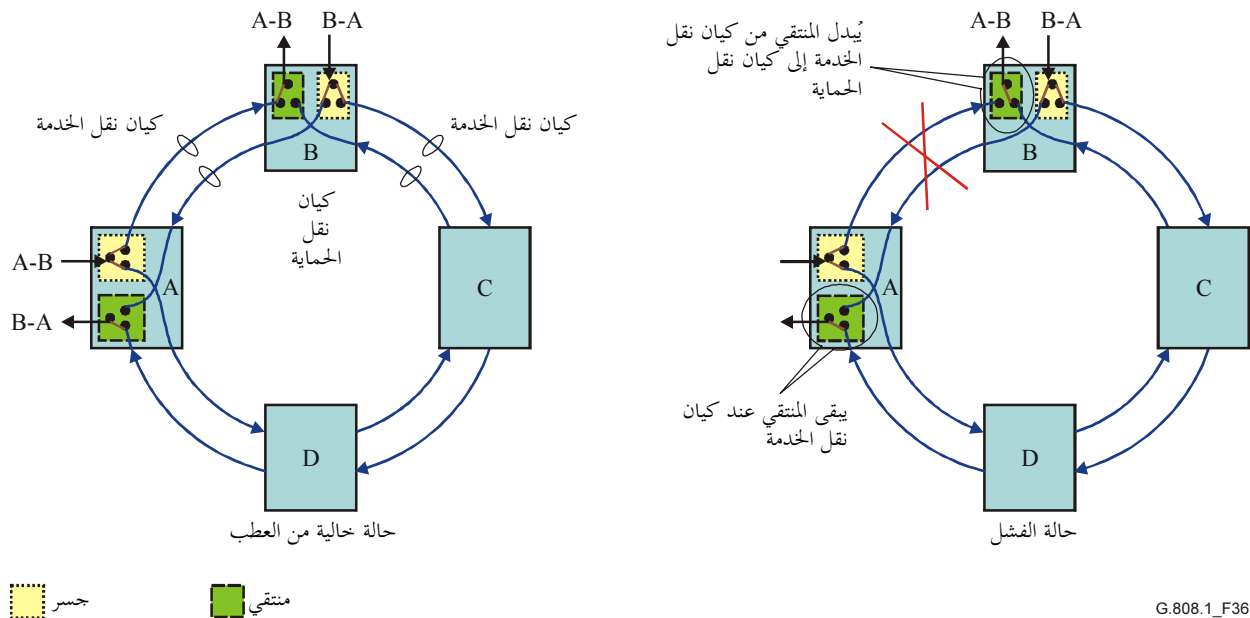 A-B
B-A
كيان نقل الخدمة
كيان نقل الخدمة
B
كيان
نقل
الحماية
A-B
A
B-A
C
D
حالة خالية من العطب
A-B
B-A
يُبدل المنتقي من كيان نقل
الخدمة إلى كيان نقل
الحماية
B
A
C
يبقى المنتقي عند كيان
نقل الخدمة
D
حالة الفشل
جسر
منتقي
G.808.1_F36